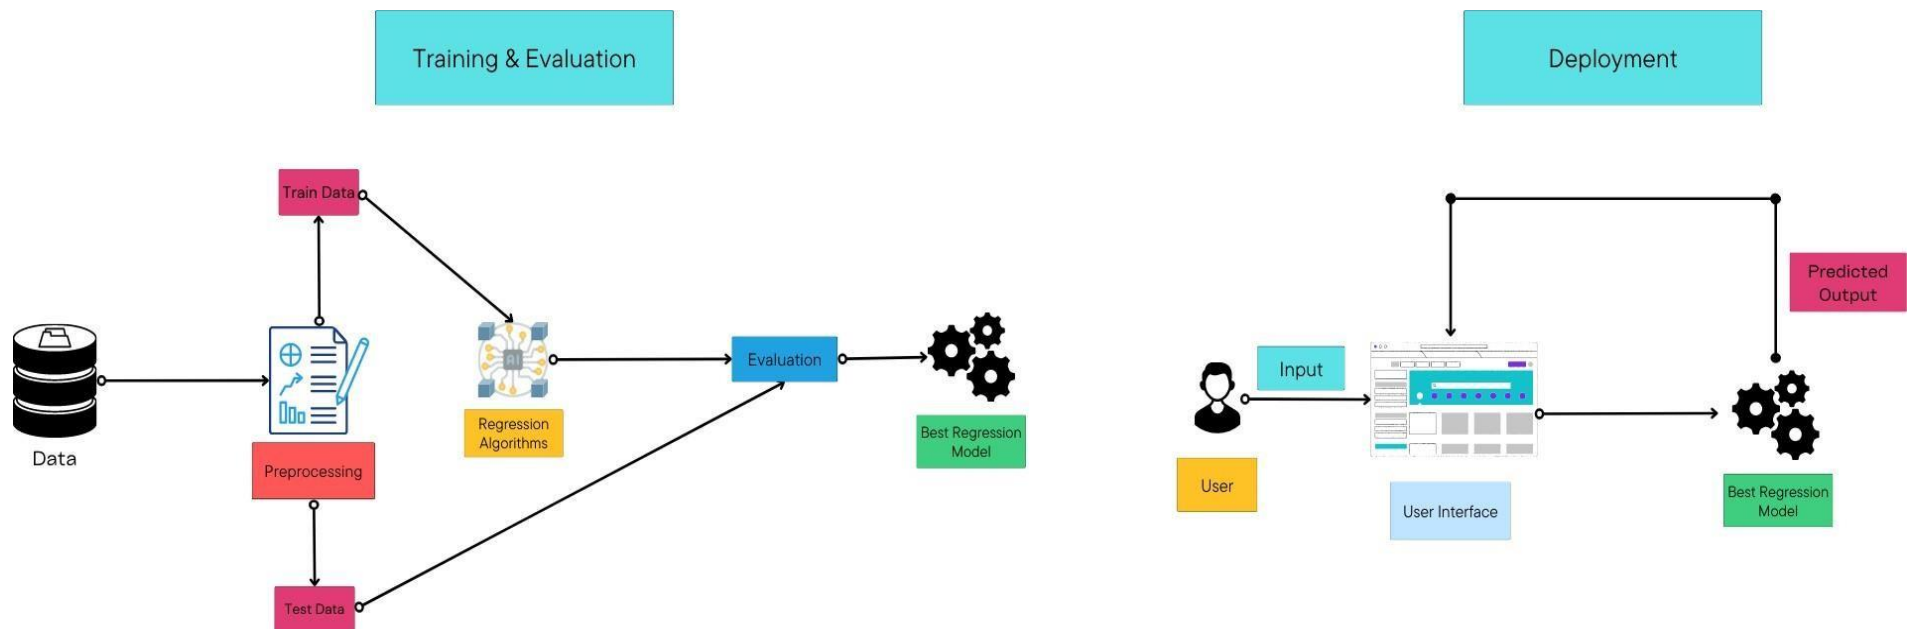 Training & Evaluation
Deployment
Train Data
Data
Preprocessing
Test Data
AI
Regression
Algorithms
Evaluation
Best Regression
Model
User
Input
User Interface
Predicted
Output
Best Regression
Model